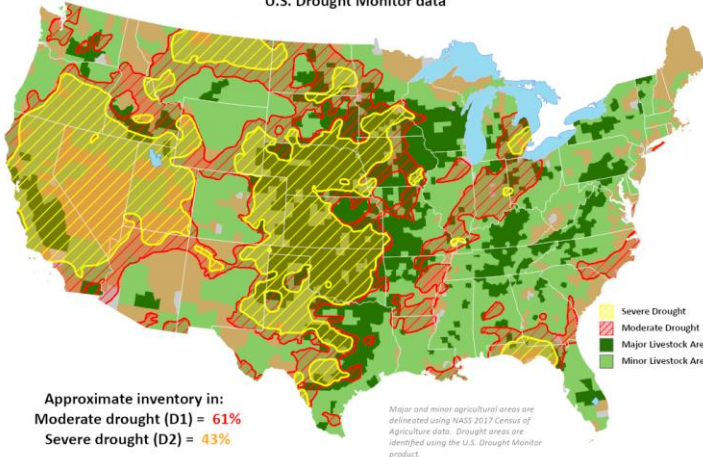 U.S. Drought Monitor data
Severe Drought
Moderate Drought
Major Livestock Are
Minor Livestock Are
Approximate inventory in:
Moderate drought (D1) = 61%
Severe drought (D2) = 43%
Major and minor agricultural areas are
delineated using NASS 2017 Census of
Agriculture data. Drought areas are
identified using the U.S. Drought Monitor
product.